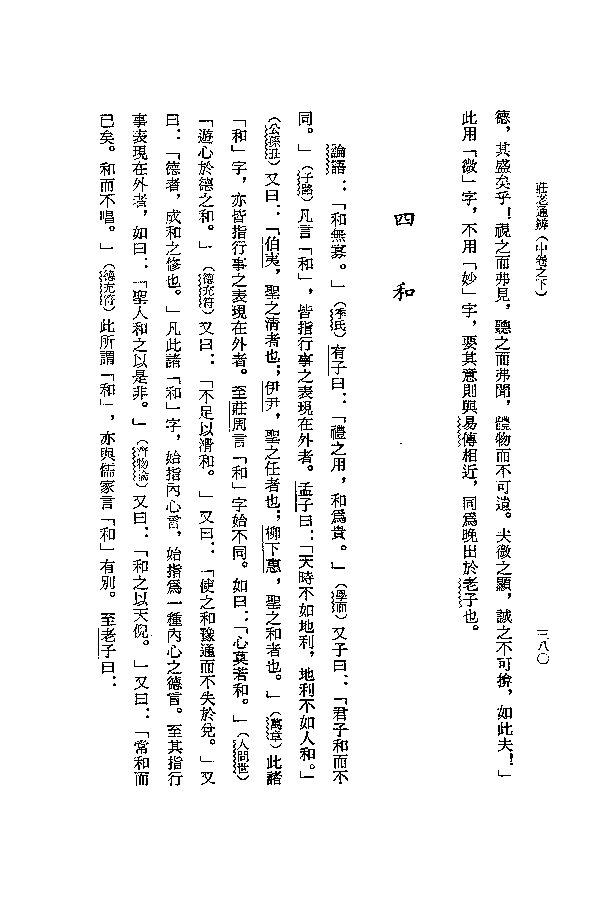 莊老通辨（中卷之下）
三八〇
德，其盛矣乎！視之而弗見，聽之而弗聞，體物而不可遺。夫微之顯，誠之不可揜，如此夫！」
此用「微」字，不用「妙」字，要其意則與易傳相近，同為晚出於老子也。
四　和
論語：「和無寡。」（季氏）有子曰：「禮之用，和為貴。」（學而）又子曰：「君子和而不
同。」（子路）凡言「和」，皆指行事之表現在外者。孟子曰：「天時不如地利，地利不如人和。」
（公孫丑）又曰：「伯夷，聖之清者也；伊尹，聖之任者也；柳下惠，聖之和者也。」（萬章）此諸
「和」字，亦皆指行事之表現在外者。至莊周言「和」字始不同。如曰：「心莫若和。」（人間世）
「遊心於德之和。」（德充符）又曰：「不足以滑和。」又曰：「使之和豫通而不失於兌。」又
曰：「德者，成和之修也。」凡此諸「和」字，始指內心言，始指為一種內心之德言。至其指行
事表現在外者，如曰：「聖人和之以是非。」（齊物論）又曰：「和之以天倪。」又曰：「常和而
已矣。和而不唱。」（德充符）此所謂「和」，亦與儒家言「和」有別。至老子曰：